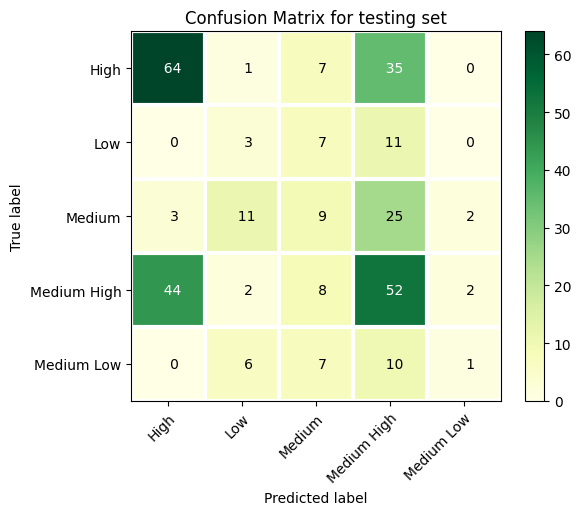 Confusion Matrix for testing set
High 64 1 7 35 0
Low 0 3 7 11 0
Medium 3 11 9 25 2
Medium High 44 2 8 52 2
Medium Low 0 6 7 10 1
High Low Medium Medium High Medium Low
Predicted label
True label
60
50
40
30
20
10
0